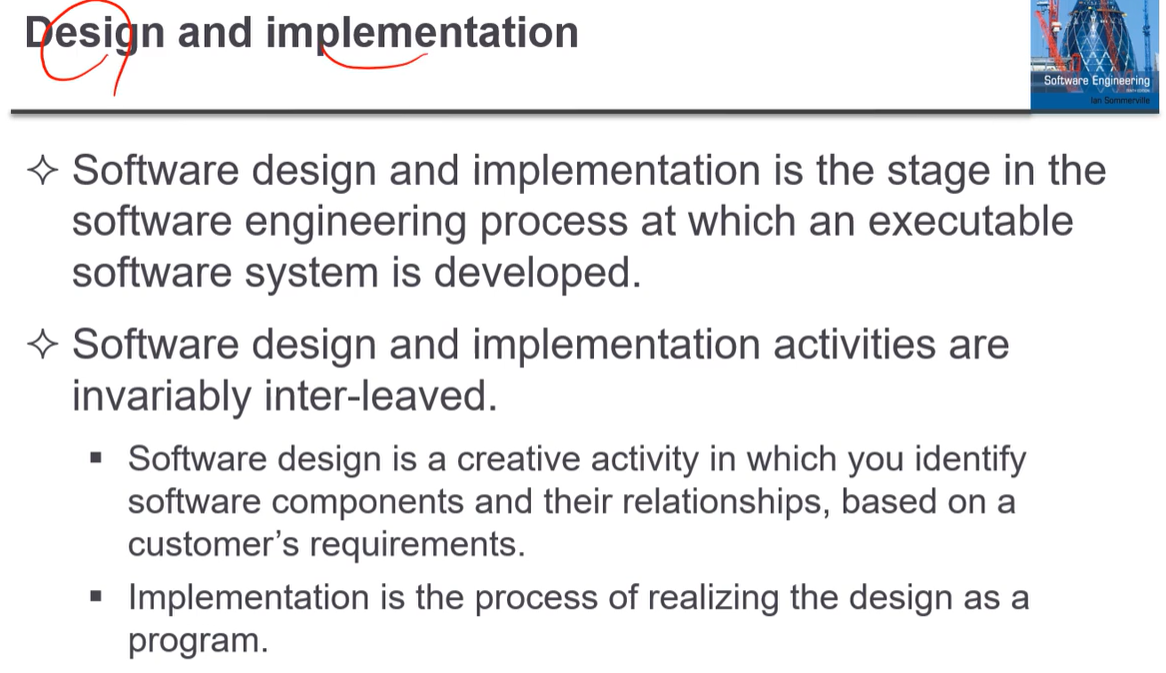 Design and implementation
Software Engineering
Ian Sommerville
Software design and implementation is the stage in the
software engineering process at which an executable
software system is developed.
Software design and implementation activities are
invariably inter-leaved.
Software design is a creative activity in which you identify
software components and their relationships, based on a
customer’s requirements.
Implementation is the process of realizing the design as a
program.